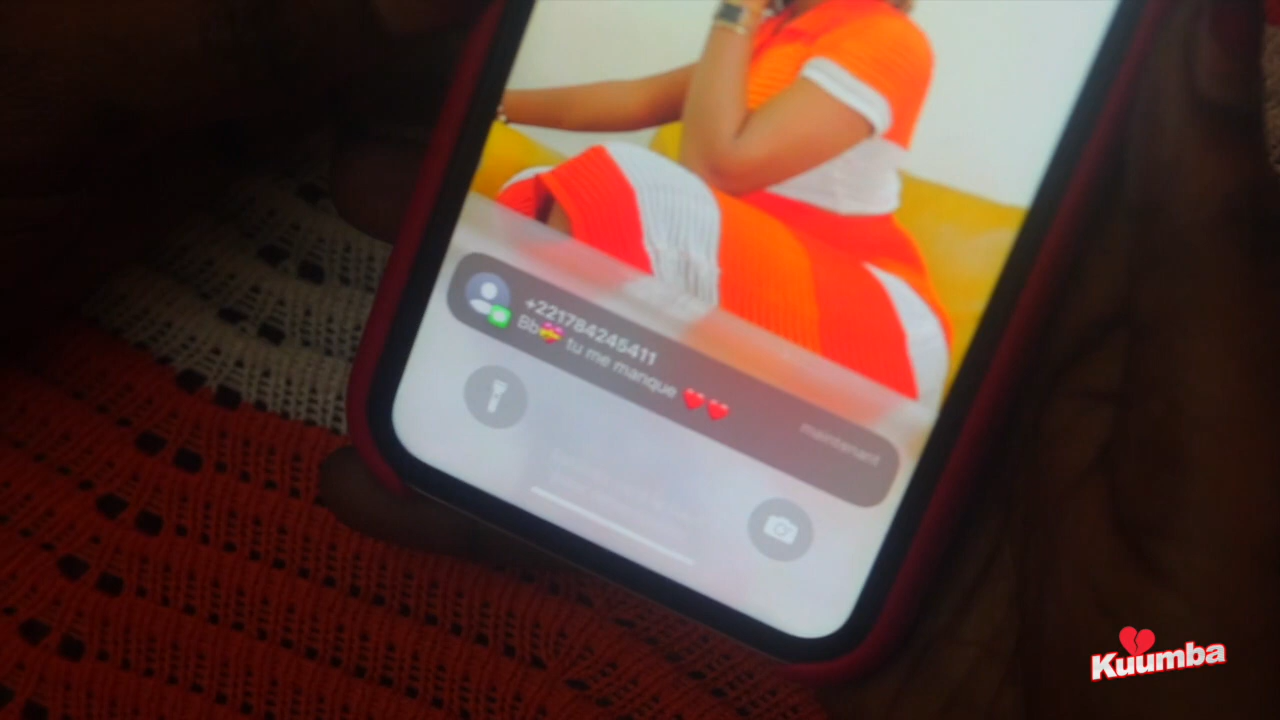 +221784245411
Bb💝 tu me manque ❤️❤️
maintenant
Kuumba